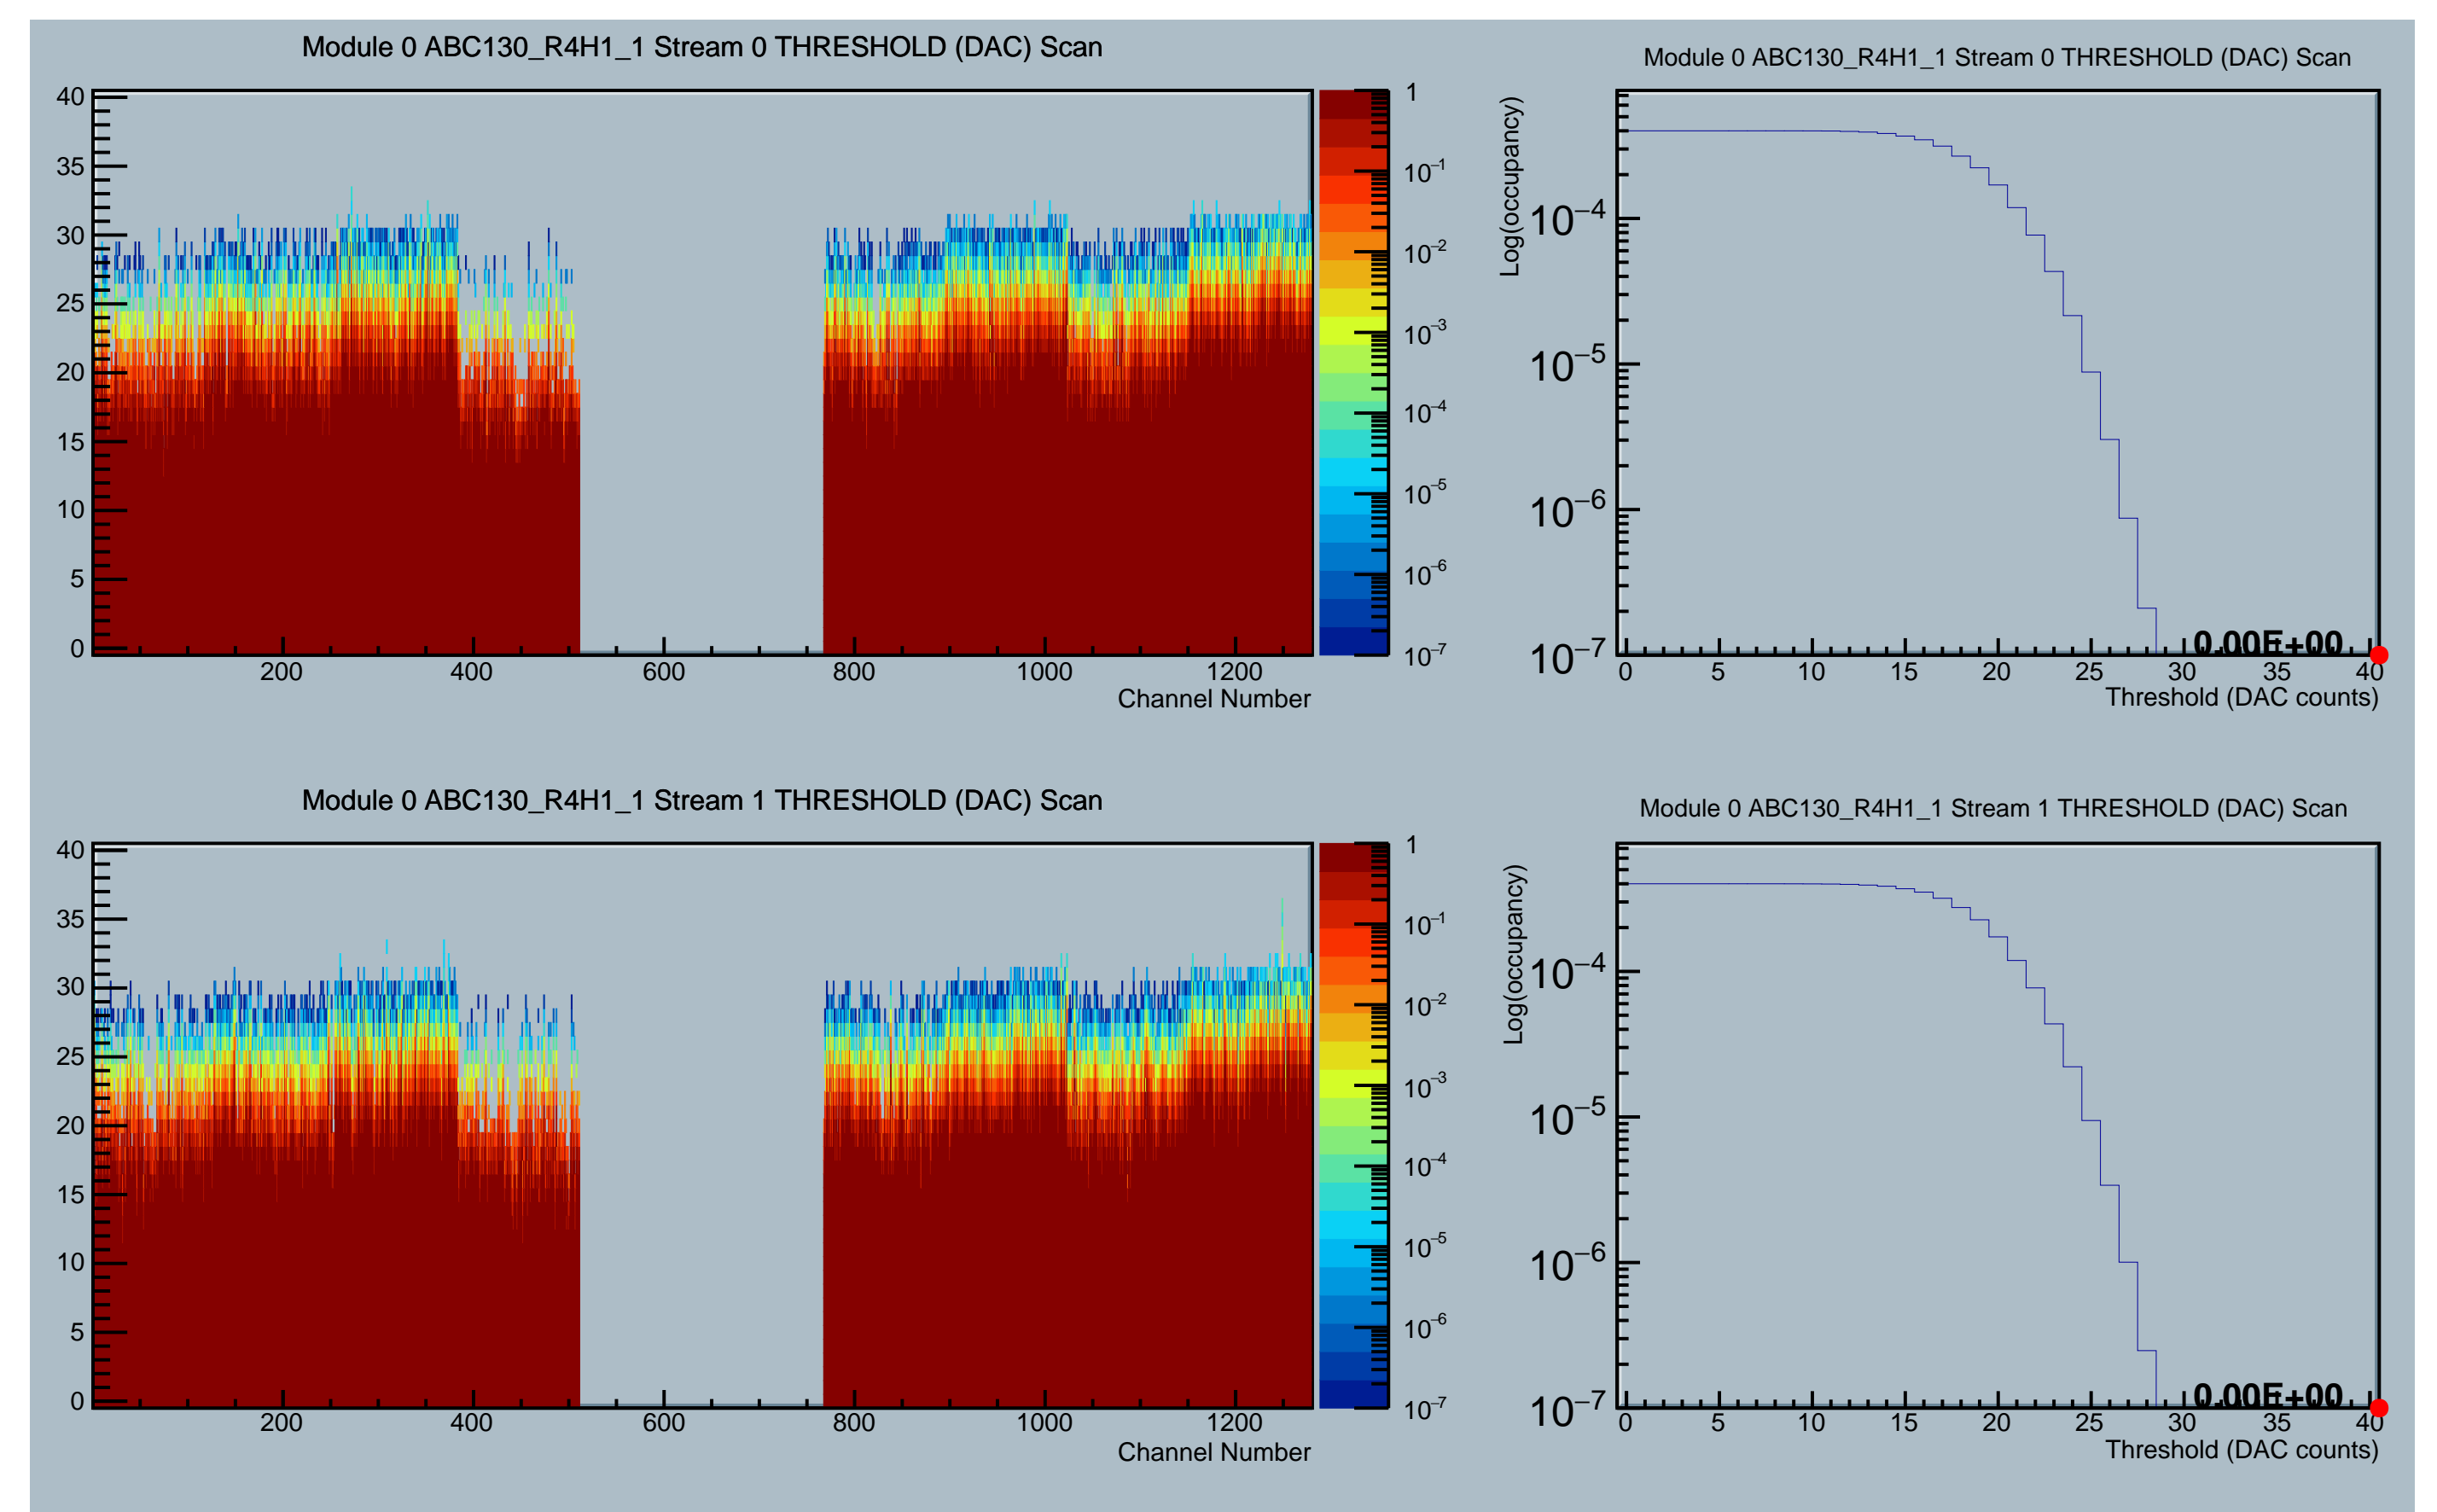 Module 0 ABC130_R4H1_1 Stream 0 THRESHOLD (DAC) Scan
40
35
30
25
20
15
10
5
0
200 400 600 800 1000 1200
Channel Number
1
10⁻¹
10⁻²
10⁻³
10⁻⁴
10⁻⁵
10⁻⁶
10⁻⁷
Module 0 ABC130_R4H1_1 Stream 0 THRESHOLD (DAC) Scan
Log(occupancy)
10⁻⁴
10⁻⁵
10⁻⁶
10⁻⁷
0.00E+00
0 5 10 15 20 25 30 35 40
Threshold (DAC counts)
Module 0 ABC130_R4H1_1 Stream 1 THRESHOLD (DAC) Scan
40
35
30
25
20
15
10
5
0
200 400 600 800 1000 1200
Channel Number
1
10⁻¹
10⁻²
10⁻³
10⁻⁴
10⁻⁵
10⁻⁶
10⁻⁷
Module 0 ABC130_R4H1_1 Stream 1 THRESHOLD (DAC) Scan
Log(occupancy)
10⁻⁴
10⁻⁵
10⁻⁶
10⁻⁷
0.00E+00
0 5 10 15 20 25 30 35 40
Threshold (DAC counts)